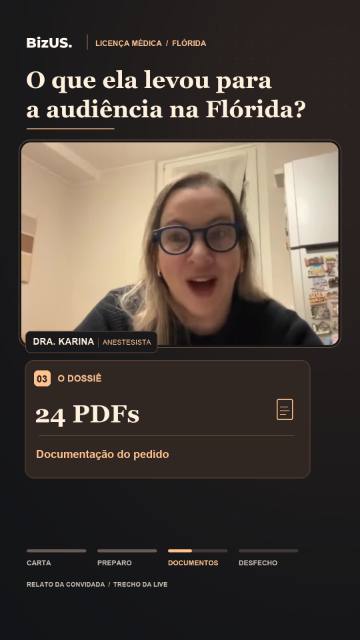 BizUS. LICENÇA MÉDICA / FLÓRIDA
O que ela levou para
a audiência na Flórida?
DRA. KARINA | ANESTESISTA
03 O DOSSIÊ
24 PDFs
Documentação do pedido
CARTA PREPARO DOCUMENTOS DESFECHO
RELATO DA CONVIDADA / TRECHO DA LIVE